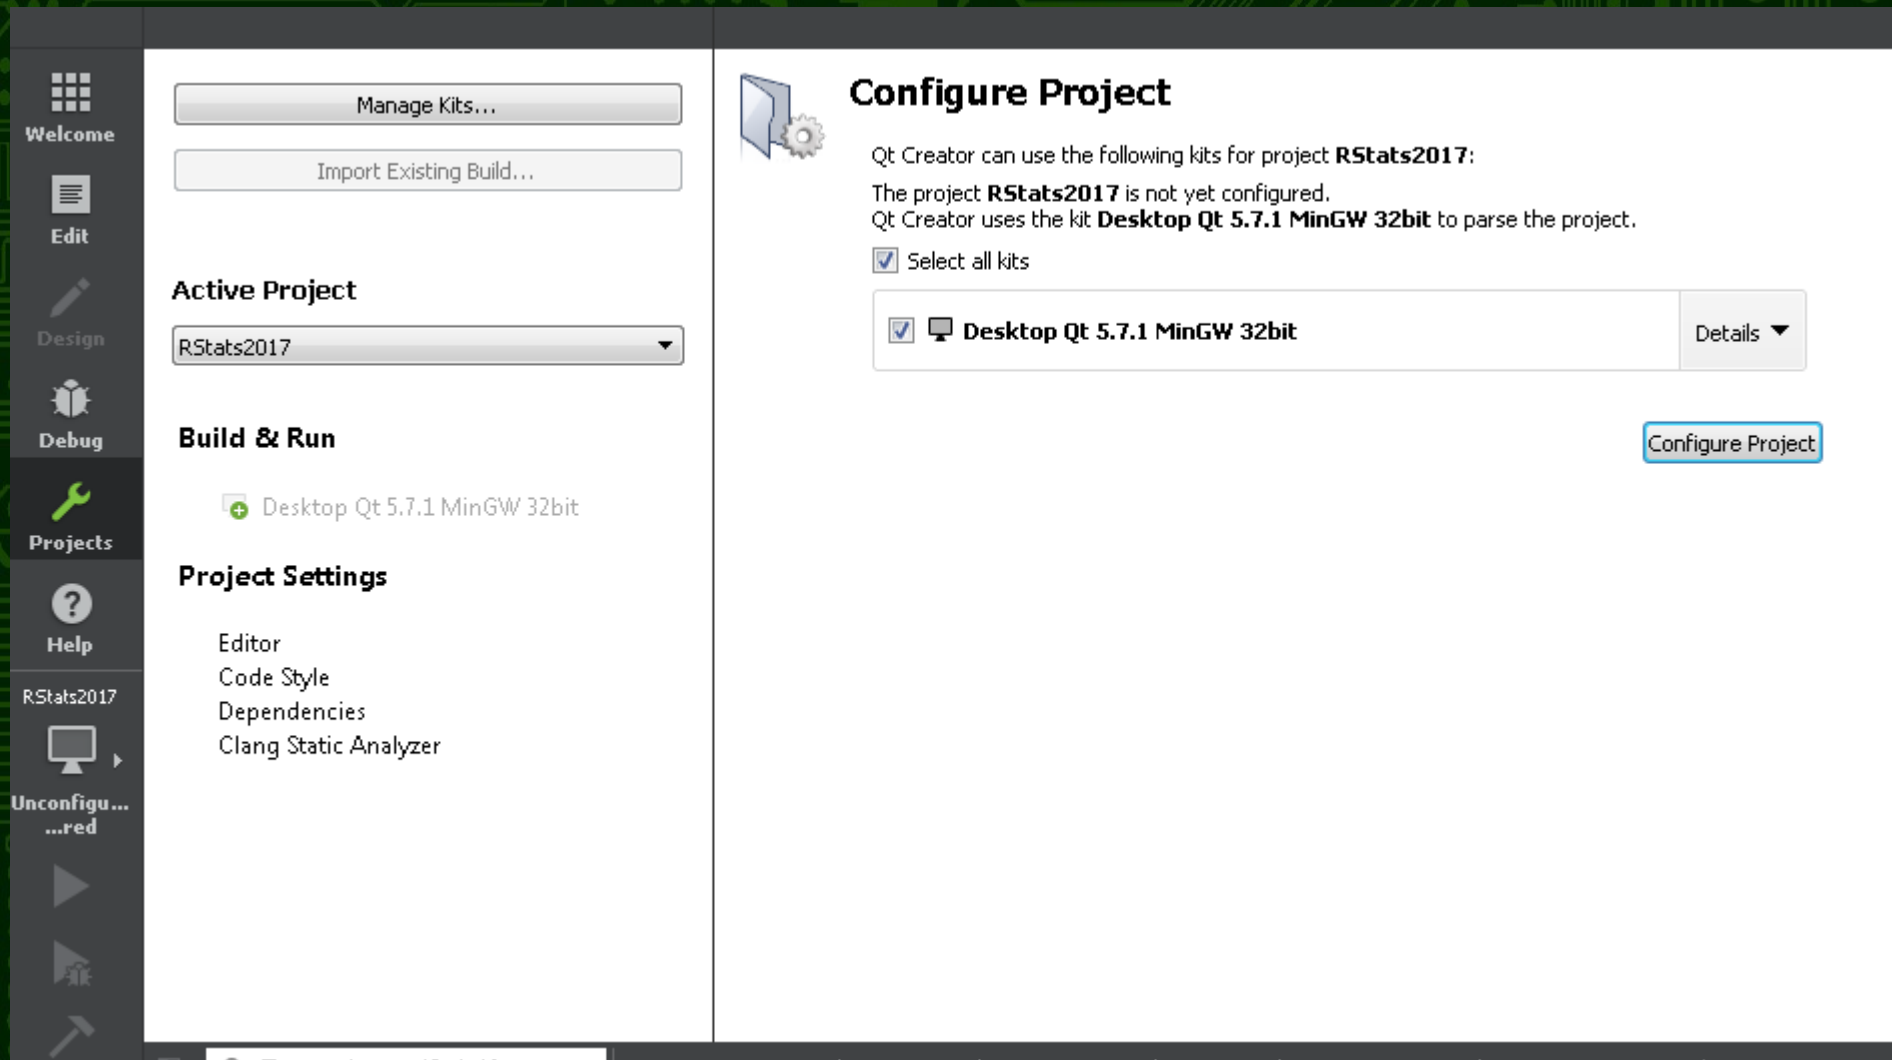 Welcome
Edit
Design
Debug
Projects
Help
RStats2017
Unconfigu...
...red
Manage Kits...
Import Existing Build...
Active Project
RStats2017
Build & Run
Desktop Qt 5.7.1 MinGW 32bit
Project Settings
Editor
Code Style
Dependencies
Clang Static Analyzer
Configure Project
Qt Creator can use the following kits for project RStats2017:
The project RStats2017 is not yet configured.
Qt Creator uses the kit Desktop Qt 5.7.1 MinGW 32bit to parse the project.
Select all kits
Desktop Qt 5.7.1 MinGW 32bit
Details
Configure Project